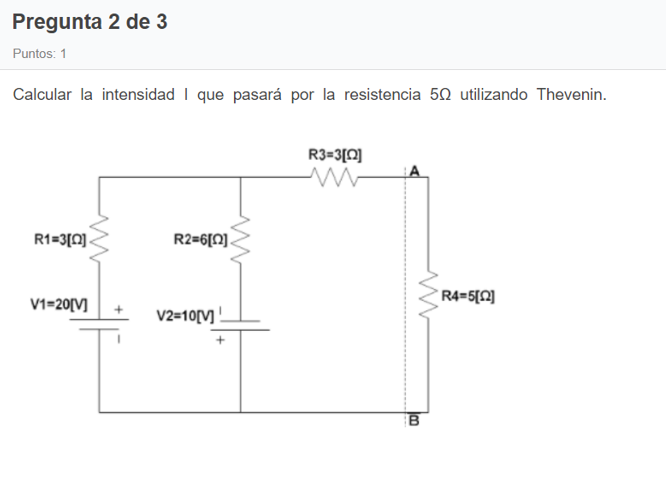 Pregunta 2 de 3
Puntos: 1
Calcular la intensidad I que pasará por la resistencia 5Ω utilizando Thevenin.
R3=3[Ω]
A
R1=3[Ω]
R2=6[Ω]
V1=20[V]
+
V2=10[V]
R4=5[Ω]
+
B